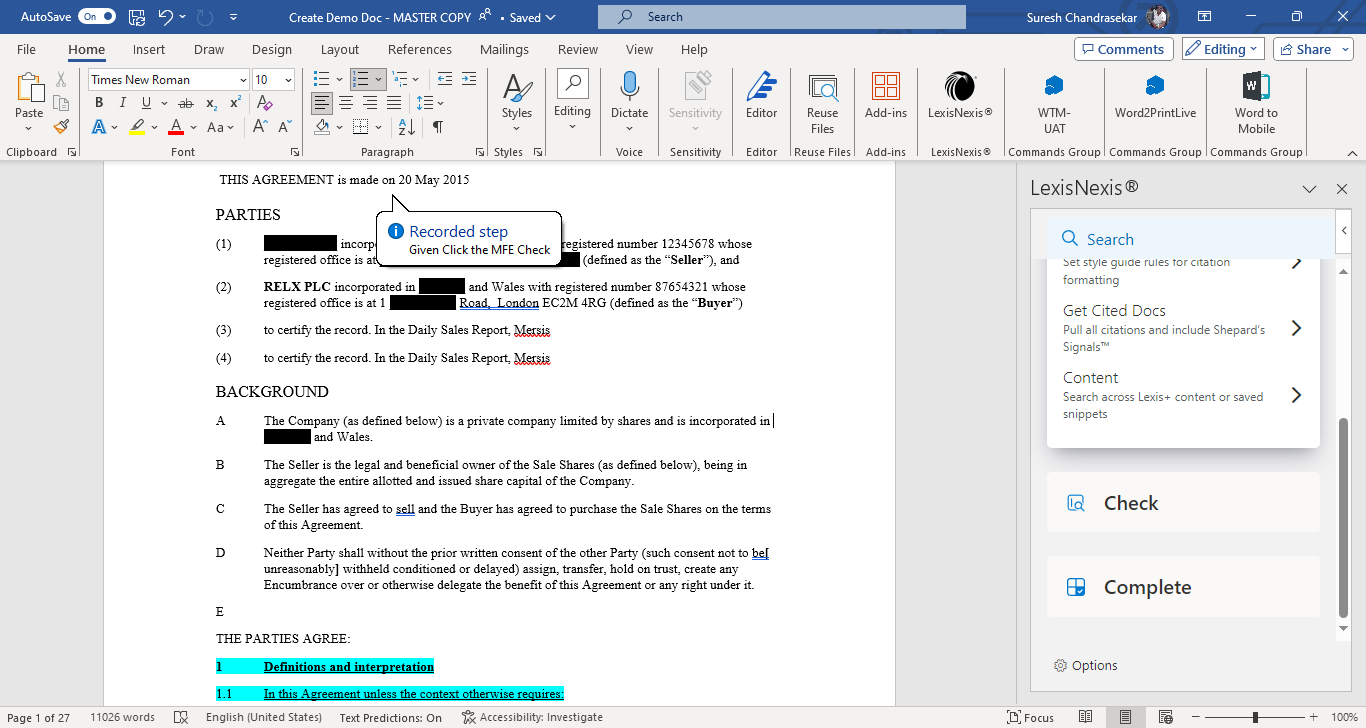 AutoSave On Create Demo Doc - MASTER COPY • Saved Search Suresh Chandrasekar
File Home Insert Draw Design Layout References Mailings Review View Help Comments Editing Share
Times New Roman 10
Paste Styles Editing Dictate Sensitivity Editor Reuse Files Add-ins LexisNexis® WTM-UAT Word2PrintLive Word to Mobile
Clipboard Font Paragraph Styles Voice Sensitivity Editor Reuse Files Add-ins LexisNexis® Commands Group Commands Group Commands Group
THIS AGREEMENT is made on 20 May 2015
PARTIES
Recorded step
Given Click the MFE Check
(1) incorp registered number 12345678 whose
registered office is at (defined as the “Seller”), and
(2) RELX PLC incorporated in and Wales with registered number 87654321 whose
registered office is at 1 Road, London EC2M 4RG (defined as the “Buyer”)
(3) to certify the record. In the Daily Sales Report, Mersis
(4) to certify the record. In the Daily Sales Report, Mersis
BACKGROUND
A The Company (as defined below) is a private company limited by shares and is incorporated in
and Wales.
B The Seller is the legal and beneficial owner of the Sale Shares (as defined below), being in
aggregate the entire allotted and issued share capital of the Company.
C The Seller has agreed to sell and the Buyer has agreed to purchase the Sale Shares on the terms
of this Agreement.
D Neither Party shall without the prior written consent of the other Party (such consent not to be[
unreasonably] withheld conditioned or delayed) assign, transfer, hold on trust, create any
Encumbrance over or otherwise delegate the benefit of this Agreement or any right under it.
E
THE PARTIES AGREE:
1 Definitions and interpretation
1.1 In this Agreement unless the context otherwise requires:
LexisNexis®
Search
Set style guide rules for citation
formatting
Get Cited Docs
Pull all citations and include Shepard's
Signals™
Content
Search across Lexis+ content or saved
snippets
Check
Complete
Options
Page 1 of 27 11026 words English (United States) Text Predictions: On Accessibility: Investigate Focus 100%